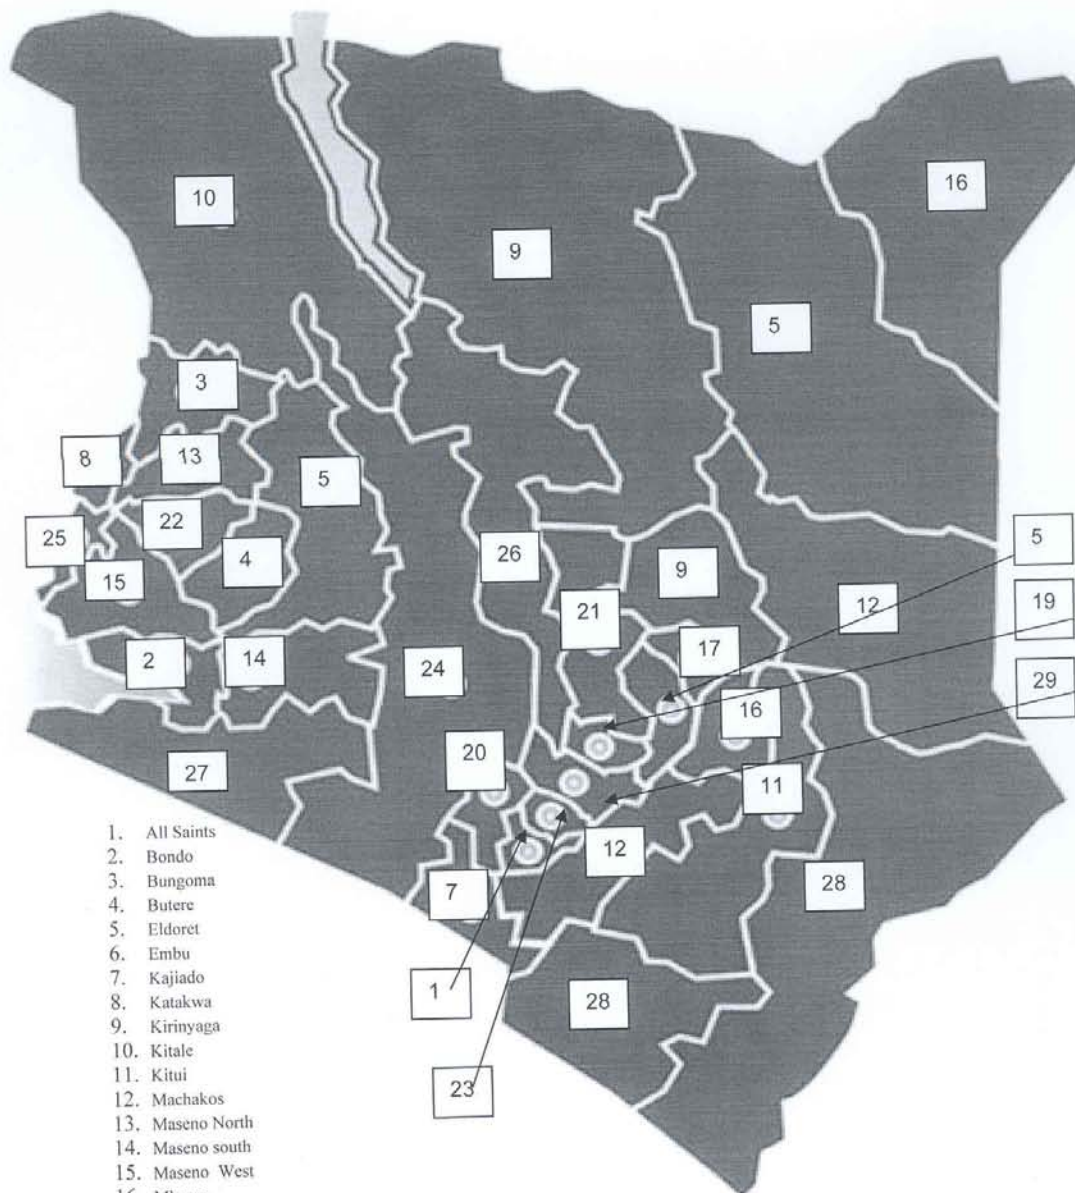 10
16
9
5
3
8
13
5
22
25
26
4
9
5
15
12
19
21
2
14
17
24
29
16
20
27
11
12
7
28
1
28
23
1. All Saints
2. Bondo
3. Bungoma
4. Butere
5. Eldoret
6. Embu
7. Kajiado
8. Katakwa
9. Kirinyaga
10. Kitale
11. Kitui
12. Machakos
13. Maseno North
14. Maseno south
15. Maseno West